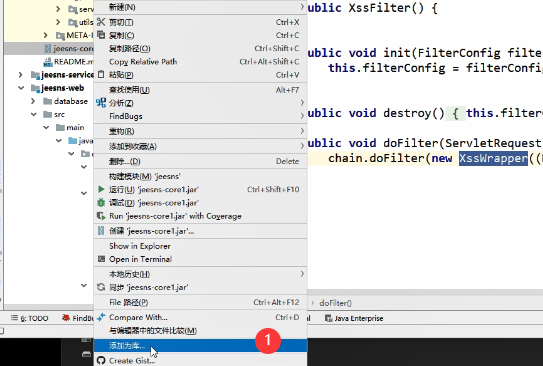 ser
utils
META-I
jeesns-cor
README.m
jeesns-service
jeesns-web
database
src
main
java
新建(N)
剪切(T) Ctrl+X
复制(C) Ctrl+C
复制路径(O) Ctrl+Shift+C
Copy Relative Path Ctrl+Alt+Shift+C
粘贴(P) Ctrl+V
查找使用(U) Alt+F7
分析(Z)
FindBugs
重构(R)
添加到收藏(A)
删除...(D) Delete
构建模块(M) 'jeesns'
运行(U) 'jeesns-core1.jar' Ctrl+Shift+F10
调试(D) 'jeesns-core1.jar'
Run 'jeesns-core1.jar' with Coverage
创建 'jeesns-core1.jar'...
Show in Explorer
Open in Terminal
本地历史(H)
同步 'jeesns-core1.jar'
File 路径(P) Ctrl+Alt+F12
Compare With... Ctrl+D
与编辑器中的文件比较(M)
添加为库...
1
Create Gist...
ublic XssFilter() {
ublic void init(FilterConfig filter
this.filterConfig = filterConfig
ublic void destroy() { this.filterC
ublic void doFilter(ServletRequest
chain.doFilter(new XssWrapper((H
doFilter()
6: TODO
FindBu
Java Enterprise